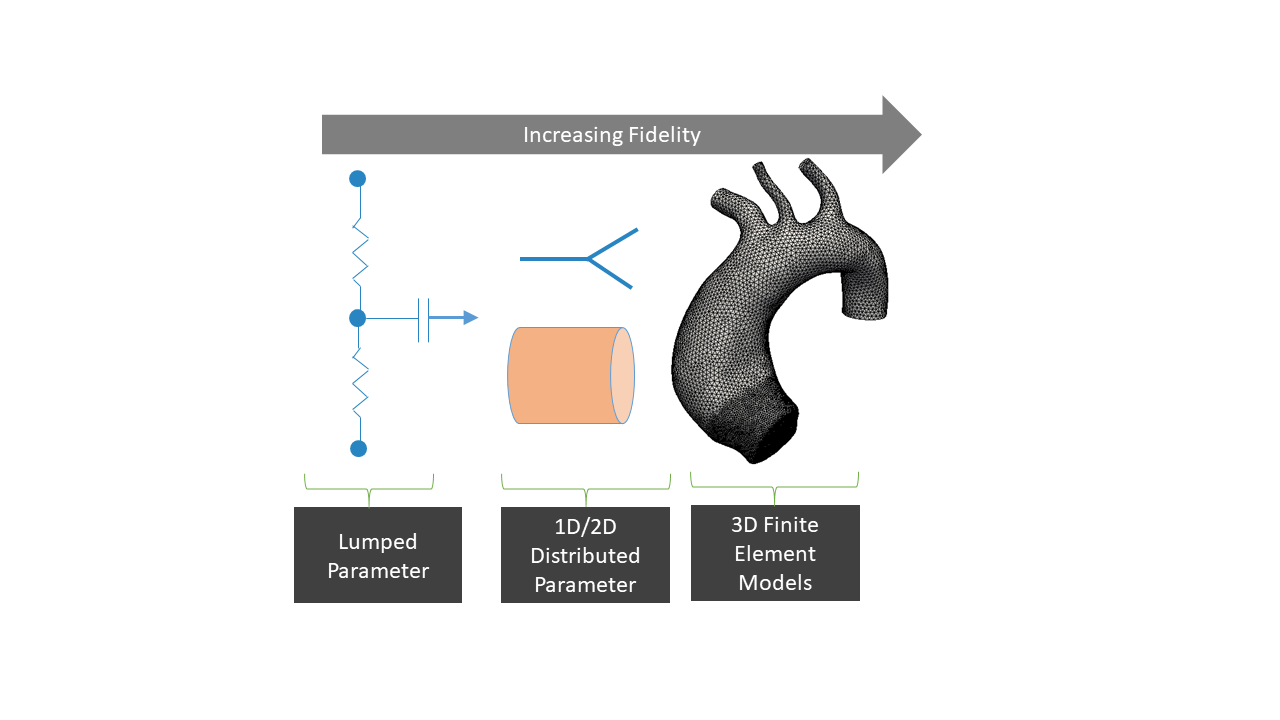 Increasing Fidelity
Lumped
Parameter
1D/2D
Distributed
Parameter
3D Finite
Element
Models